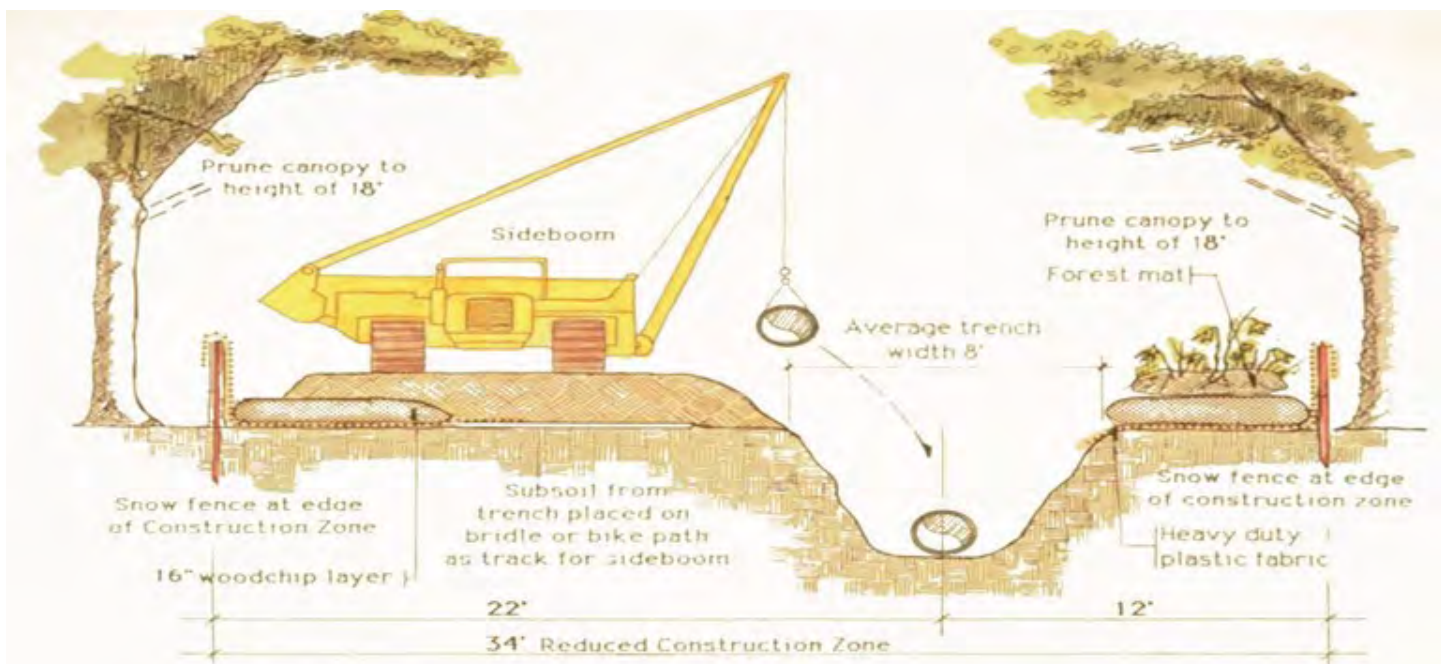 Prune canopy to
height of 18'
Sideboom
Average trench
width 8'
Prune canopy to
height of 18'
Forest mat
Snow fence at edge
of Construction Zone
16" woodchip layer
Subsoil from
trench placed on
bridle or bike path
as track for sideboom
Snow fence at edge
of construction zone
Heavy duty
plastic fabric
22'
12'
34' Reduced Construction Zone